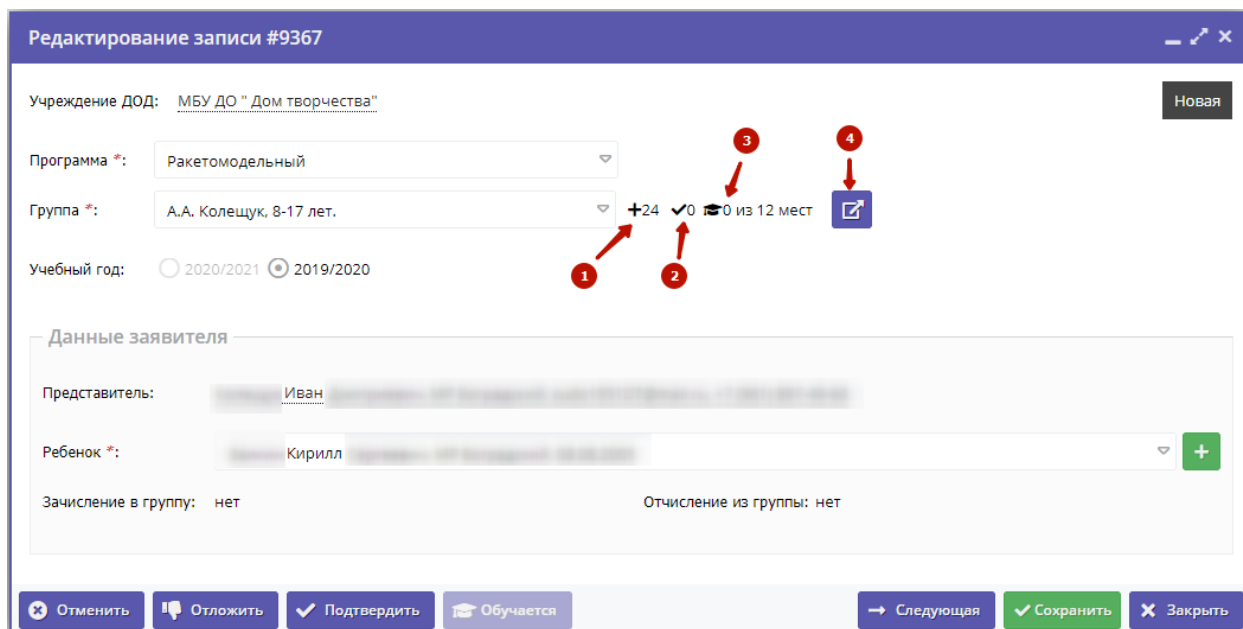 Редактирование записи #9367
Учреждение ДОД: МБУ ДО " Дом творчества" Новая
3 4
Программа *: Ракетомодельный
Группа *: А.А. Колещук, 8-17 лет. +24 ✔0 0 из 12 мест
1 2
Учебный год: 2020/2021 2019/2020
Данные заявителя
Представитель: Иван
Ребенок *: Кирилл +
Зачисление в группу: нет Отчисление из группы: нет
Отменить Отложить Подтвердить Обучается → Следующая Сохранить Закрыть